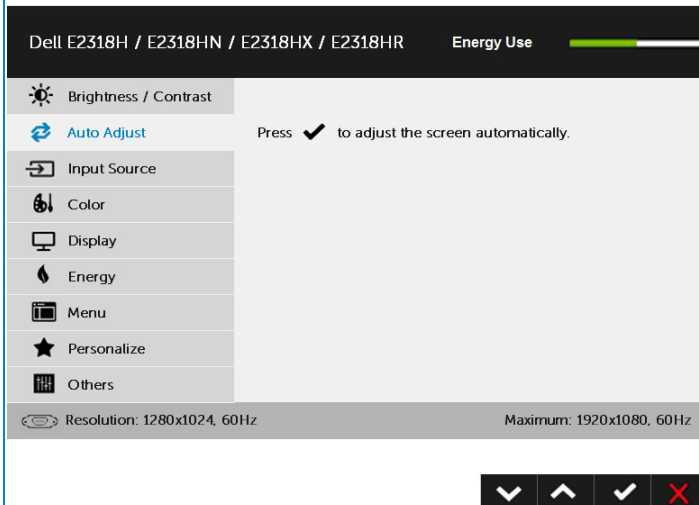 Dell E2318H / E2318HN / E2318HX / E2318HR Energy Use
Brightness / Contrast
Auto Adjust
Press ✔ to adjust the screen automatically.
Input Source
Color
Display
Energy
Menu
Personalize
Others
Resolution: 1280x1024, 60Hz Maximum: 1920x1080, 60Hz